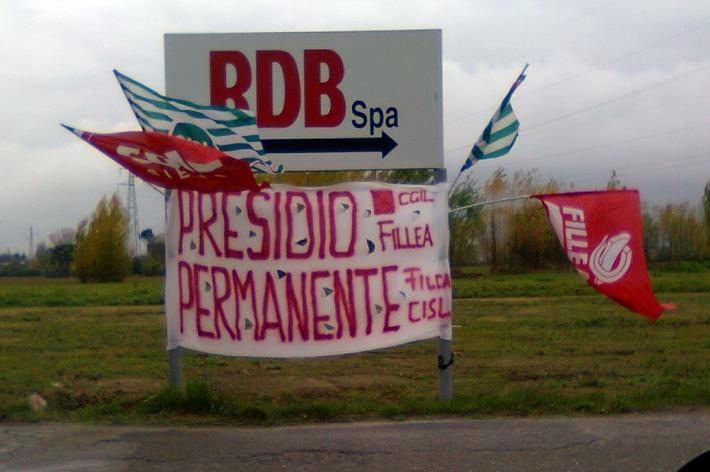 RDB Spa
PRESIDIO
CGIL
FILLEA
PERMANENTE
FILCA
CISL
FILLEA